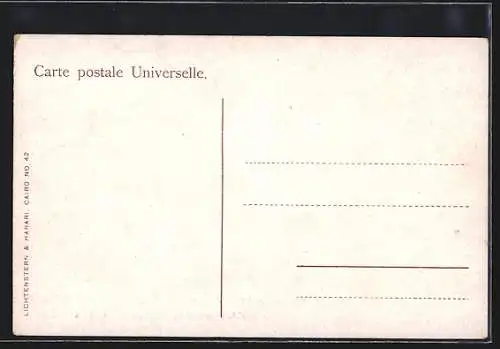 Carte postale Universelle.
LICHTENSTERN & HARARI, CAIRO NO. 42